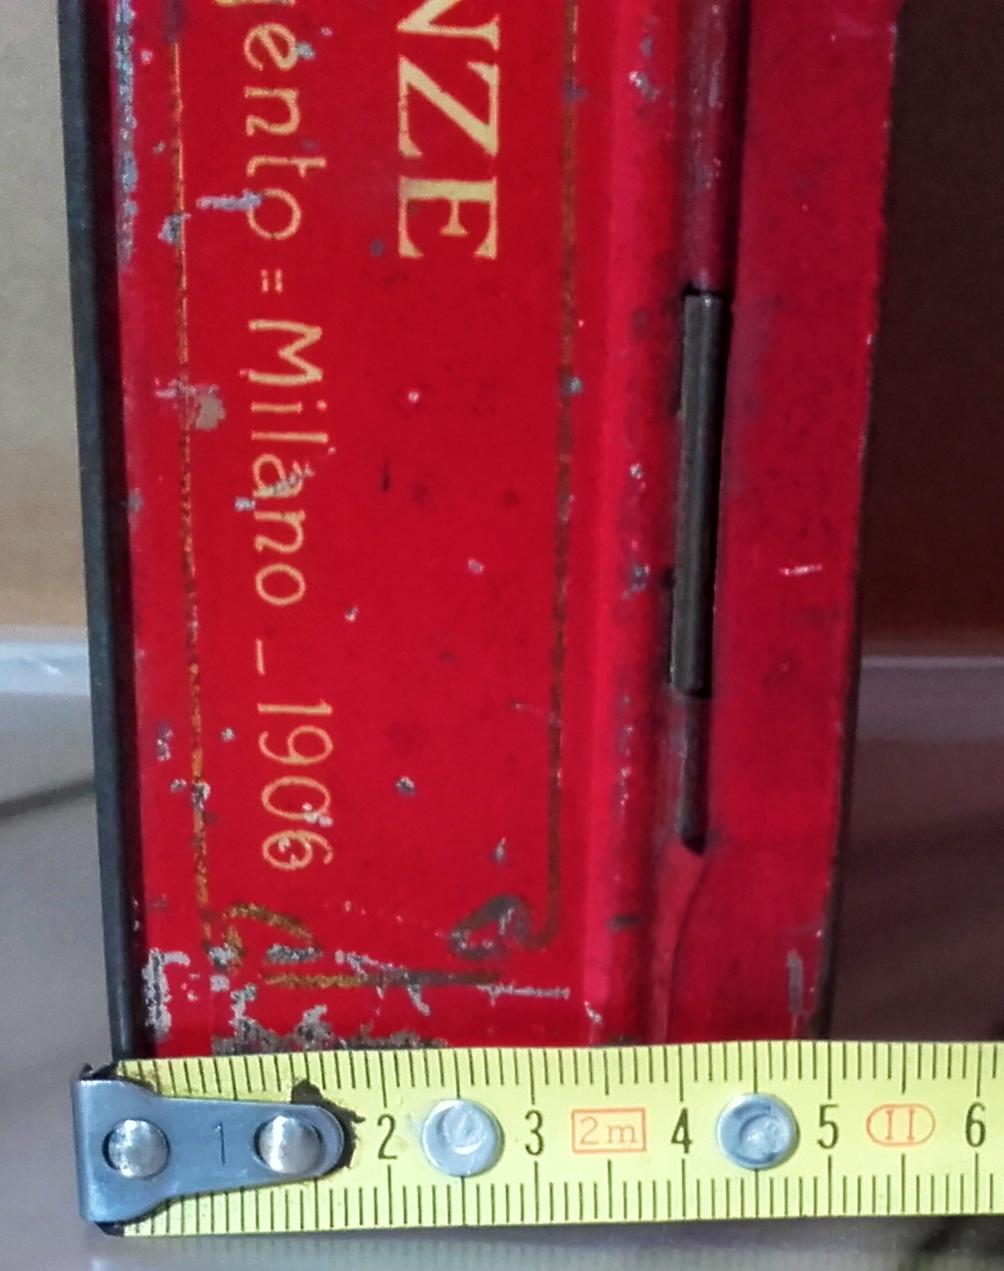 NZE
gento = Milano _ 1906
1 2 3 2m 4 5 II 6